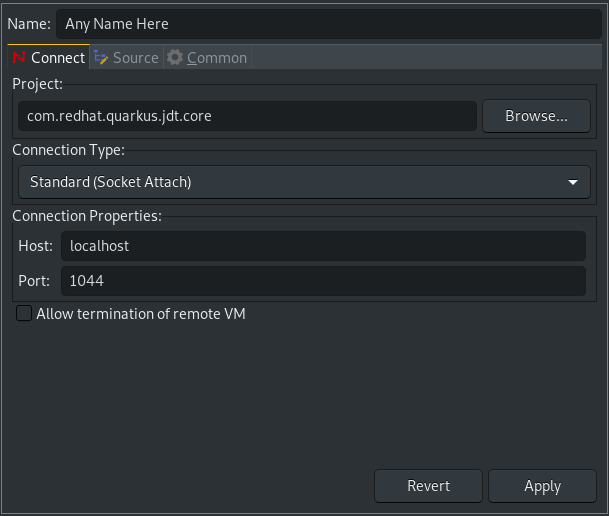 Name: Any Name Here
Connect Source Common
Project:
com.redhat.quarkus.jdt.core Browse...
Connection Type:
Standard (Socket Attach)
Connection Properties:
Host: localhost
Port: 1044
Allow termination of remote VM
Revert Apply